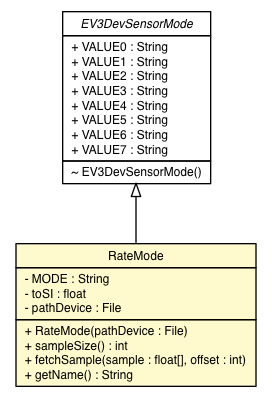 EV3DevSensorMode
+ VALUE0 : String
+ VALUE1 : String
+ VALUE2 : String
+ VALUE3 : String
+ VALUE4 : String
+ VALUE5 : String
+ VALUE6 : String
+ VALUE7 : String
~ EV3DevSensorMode()
RateMode
- MODE : String
- toSI : float
- pathDevice : File
+ RateMode(pathDevice : File)
+ sampleSize() : int
+ fetchSample(sample : float[], offset : int)
+ getName() : String